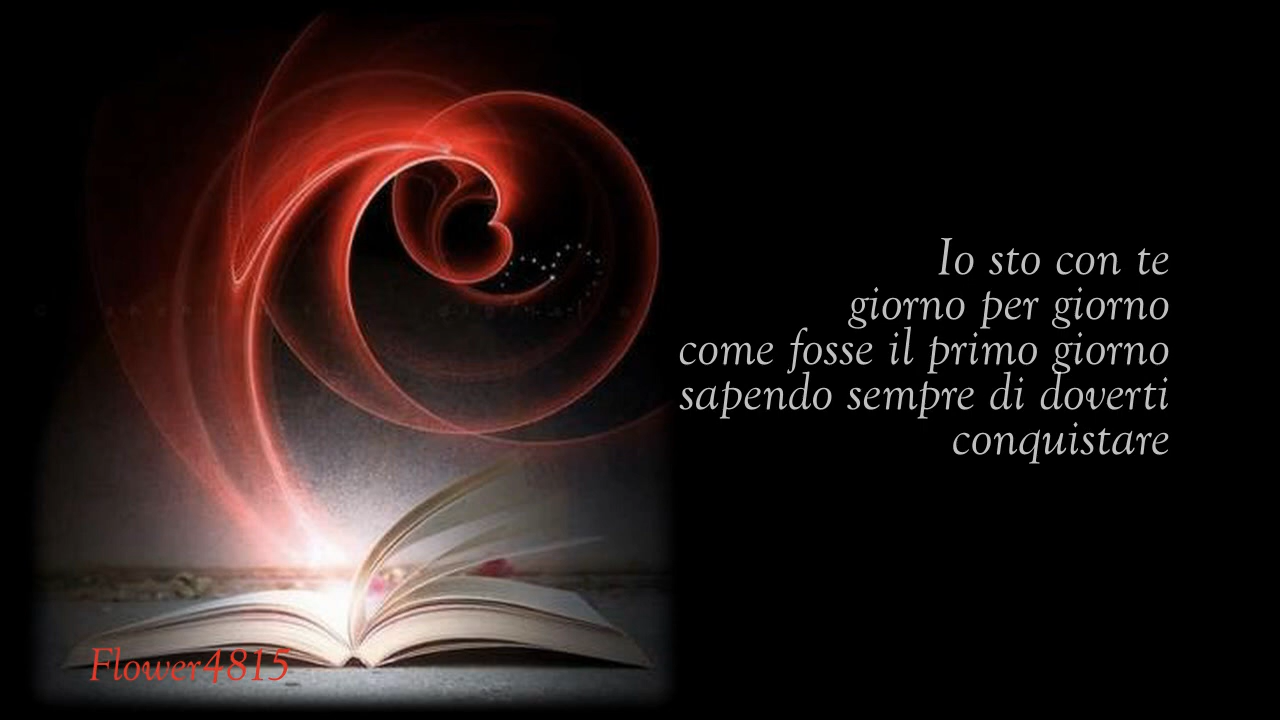 Io sto con te
giorno per giorno
come fosse il primo giorno
sapendo sempre di doverti
conquistare
Flower4815